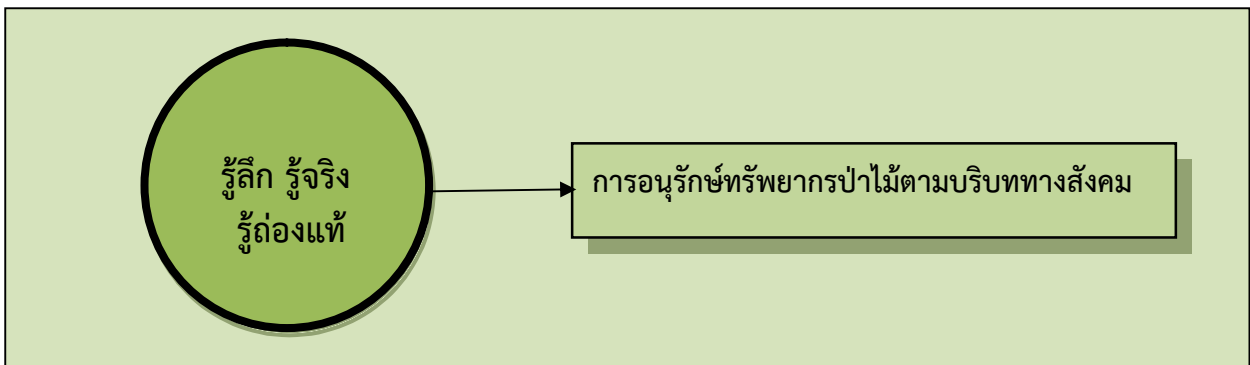 รู้ลึก รู้จริง
รู้ถ่องแท้
การอนุรักษ์ทรัพยากรป่าไม้ตามบริบททางสังคม